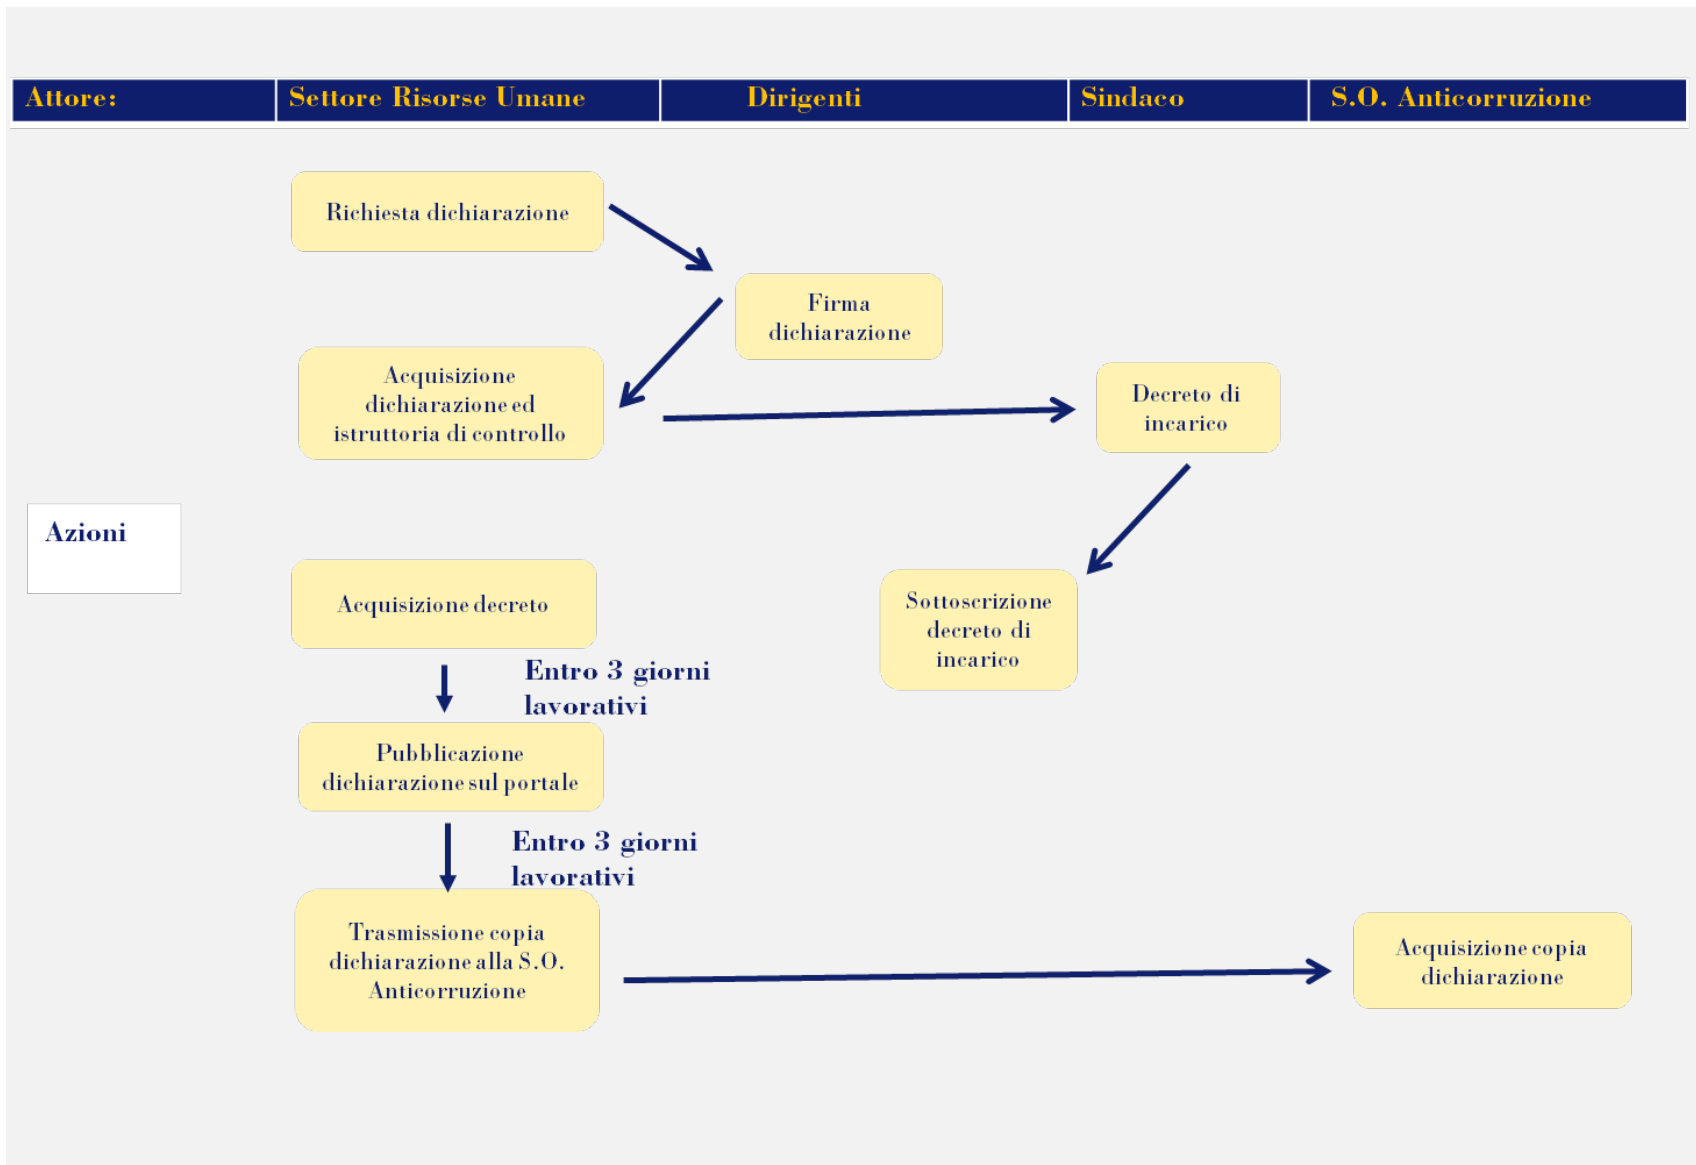 Attore: Settore Risorse Umane Dirigenti Sindaco S.O. Anticorruzione
Richiesta dichiarazione
Firma
dichiarazione
Acquisizione
dichiarazione ed
istruttoria di controllo
Decreto di
incarico
Azioni
Acquisizione decreto
Sottoscrizione
decreto di
incarico
Entro 3 giorni
lavorativi
Pubblicazione
dichiarazione sul portale
Entro 3 giorni
lavorativi
Trasmissione copia
dichiarazione alla S.O.
Anticorruzione
Acquisizione copia
dichiarazione